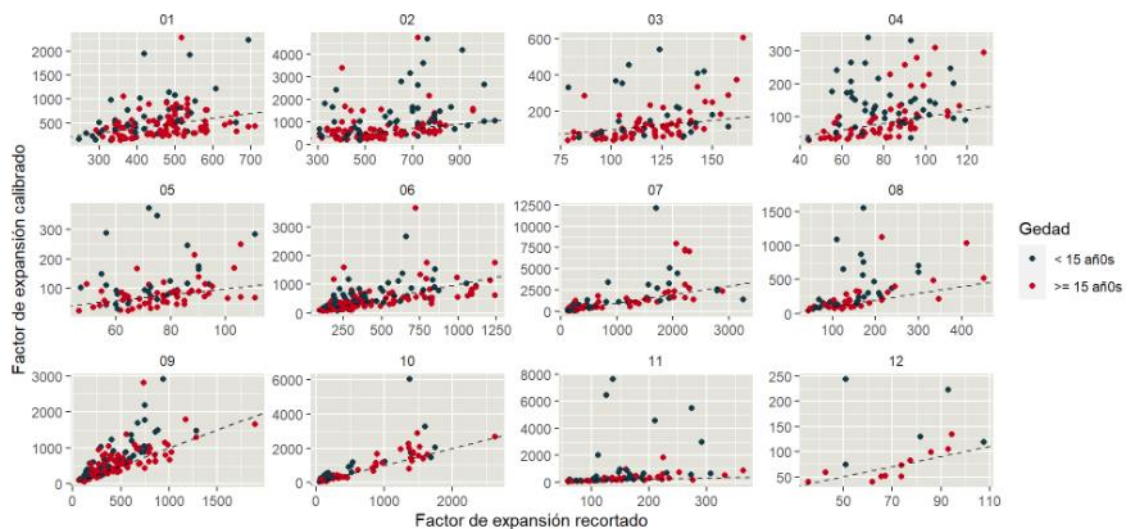 01 02 03 04
2000 1500 1000 500
300 400 500 600 700
4000 3000 2000 1000 0
300 500 700 900
600 400 200
75 100 125 150
300 200 100
40 60 80 100 120
05 06 07 08
300 200 100
60 80 100
3000 2000 1000 0
250 500 750 1000 1250
12500 10000 7500 5000 2500 0
0 1000 2000 3000
1500 1000 500 0
100 200 300 400
09 10 11 12
3000 2000 1000 0
0 500 1000 1500
6000 4000 2000 0
0 1000 2000
8000 6000 4000 2000 0
100 200 300
250 200 150 100 50
50 70 90 110
Factor de expansión calibrado
Factor de expansión recortado
Gedad
< 15 añ0s
>= 15 añ0s